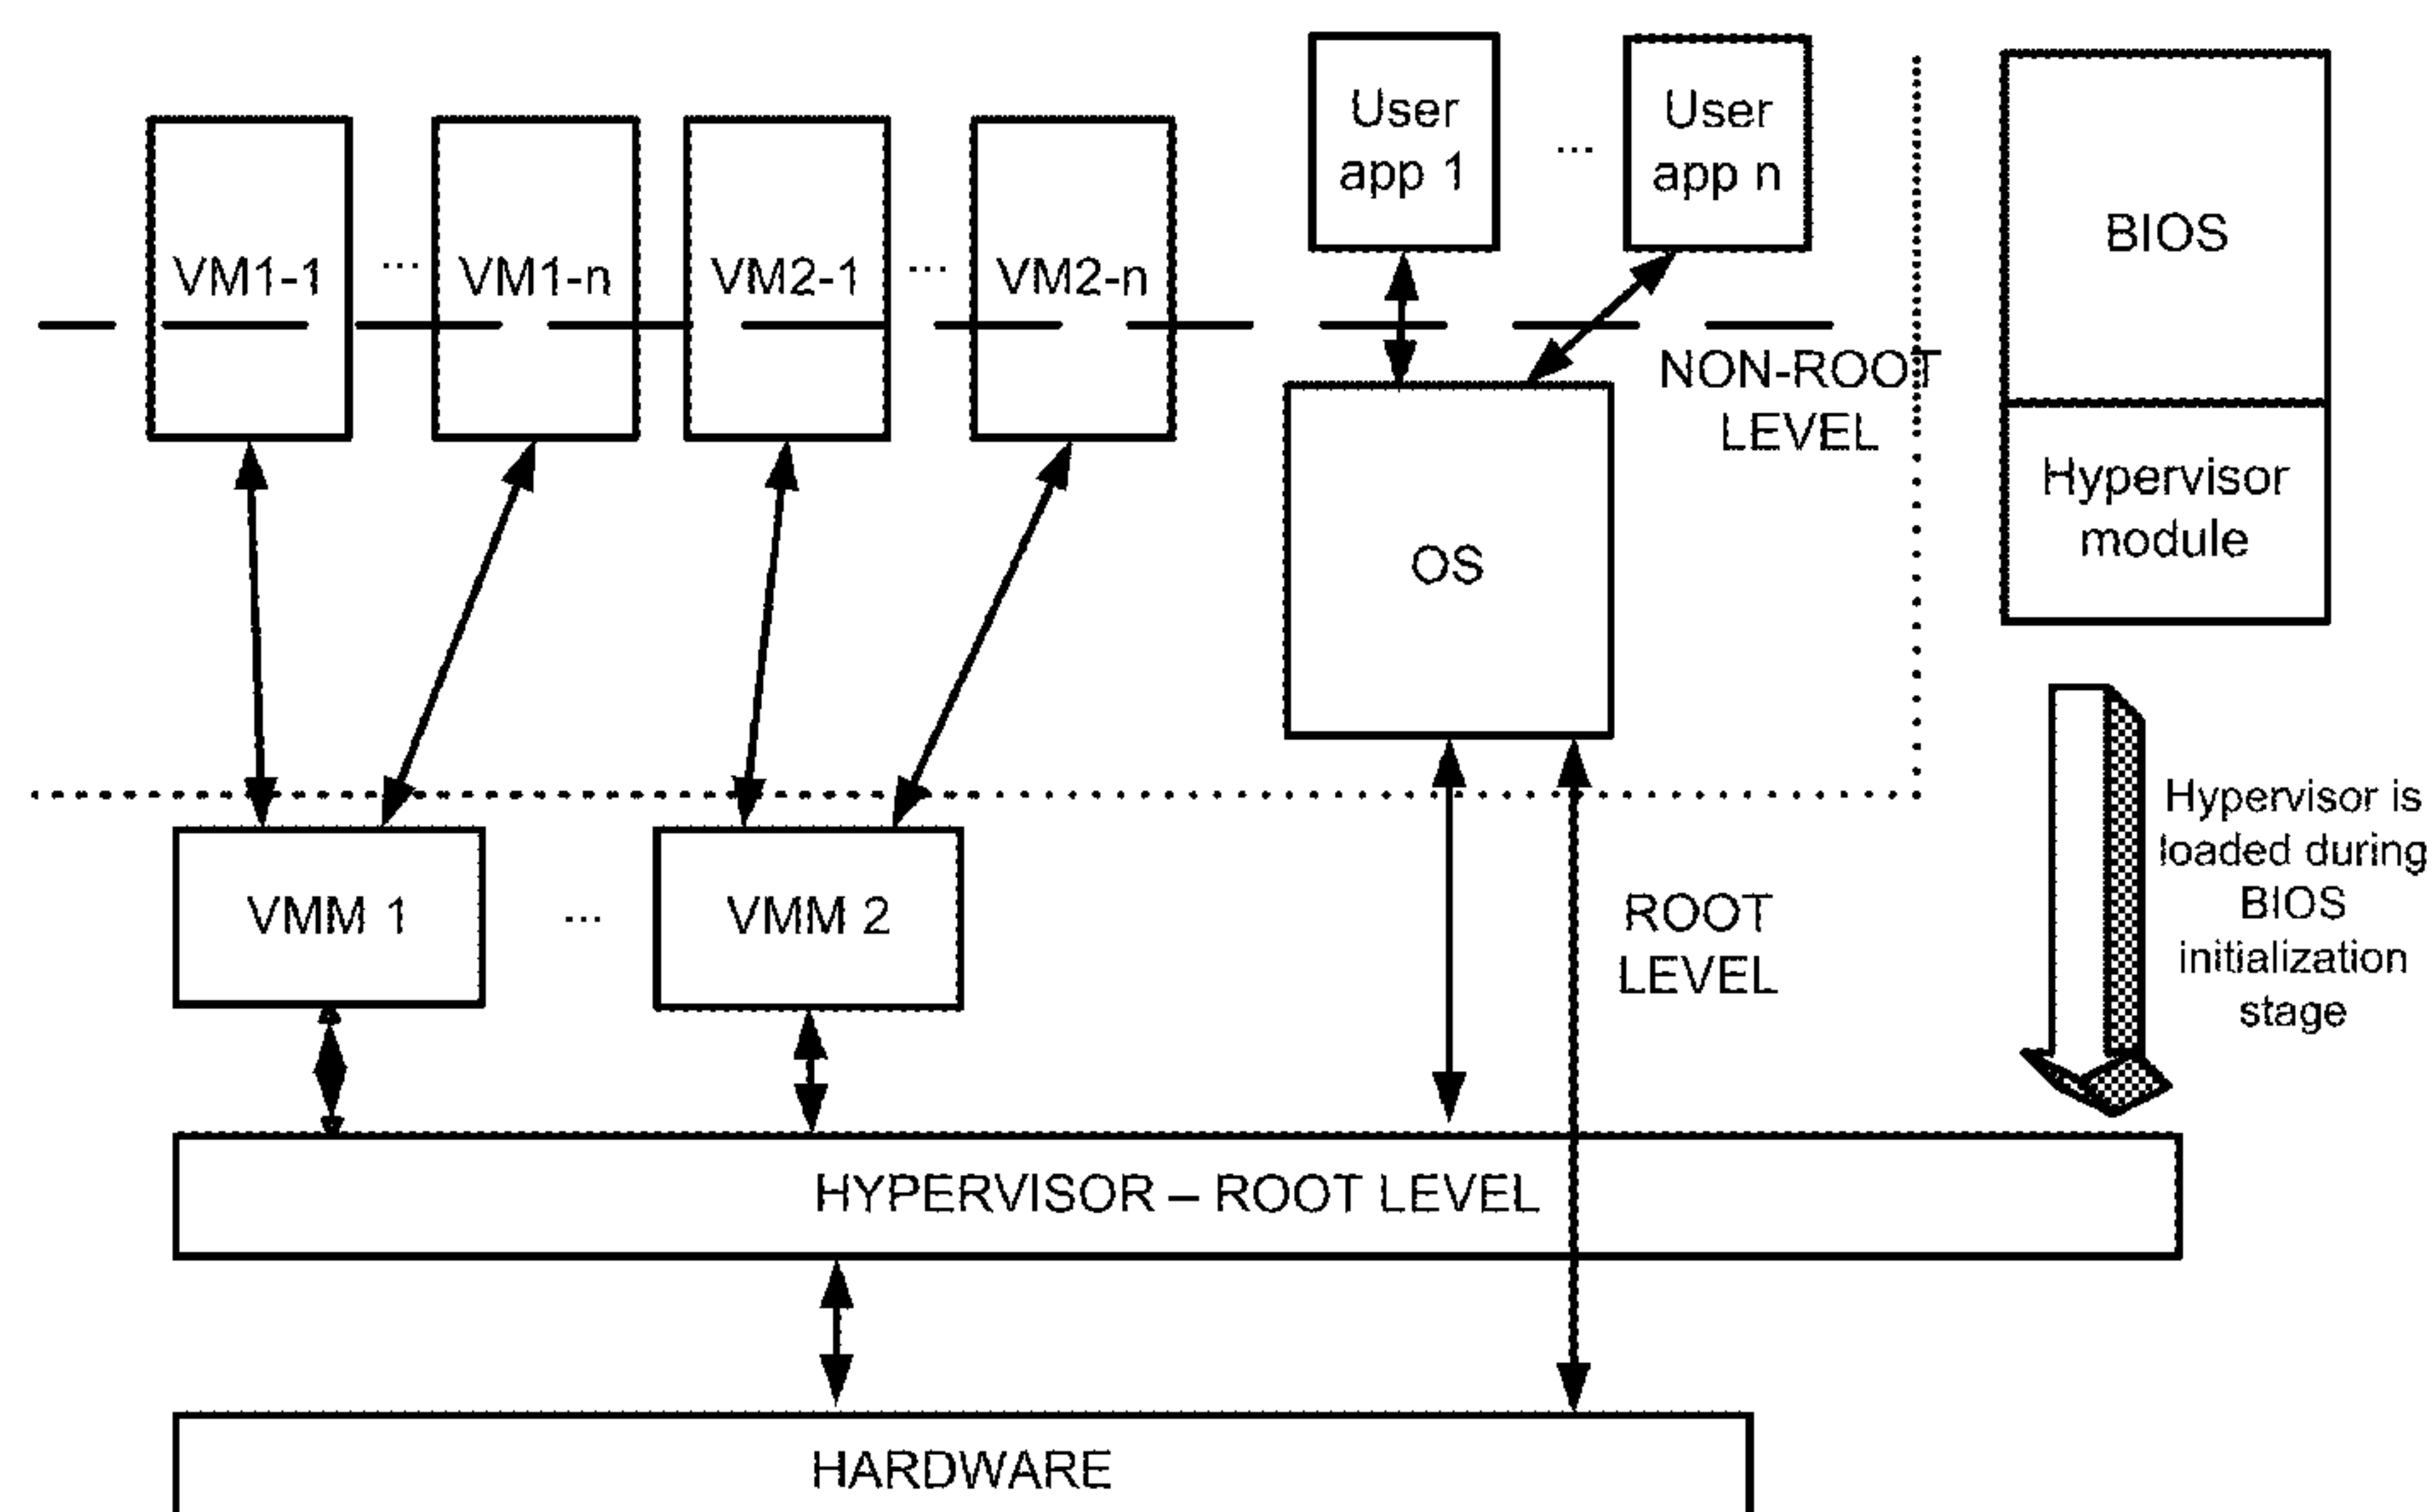 User
app 1
...
User
app n
BIOS
VM1-1
...
VM1-n
VM2-1
...
VM2-n
NON-ROOT
LEVEL
Hypervisor
module
OS
Hypervisor is
loaded during
BIOS
initialization
stage
VMM 1
...
VMM 2
ROOT
LEVEL
HYPERVISOR – ROOT LEVEL
HARDWARE